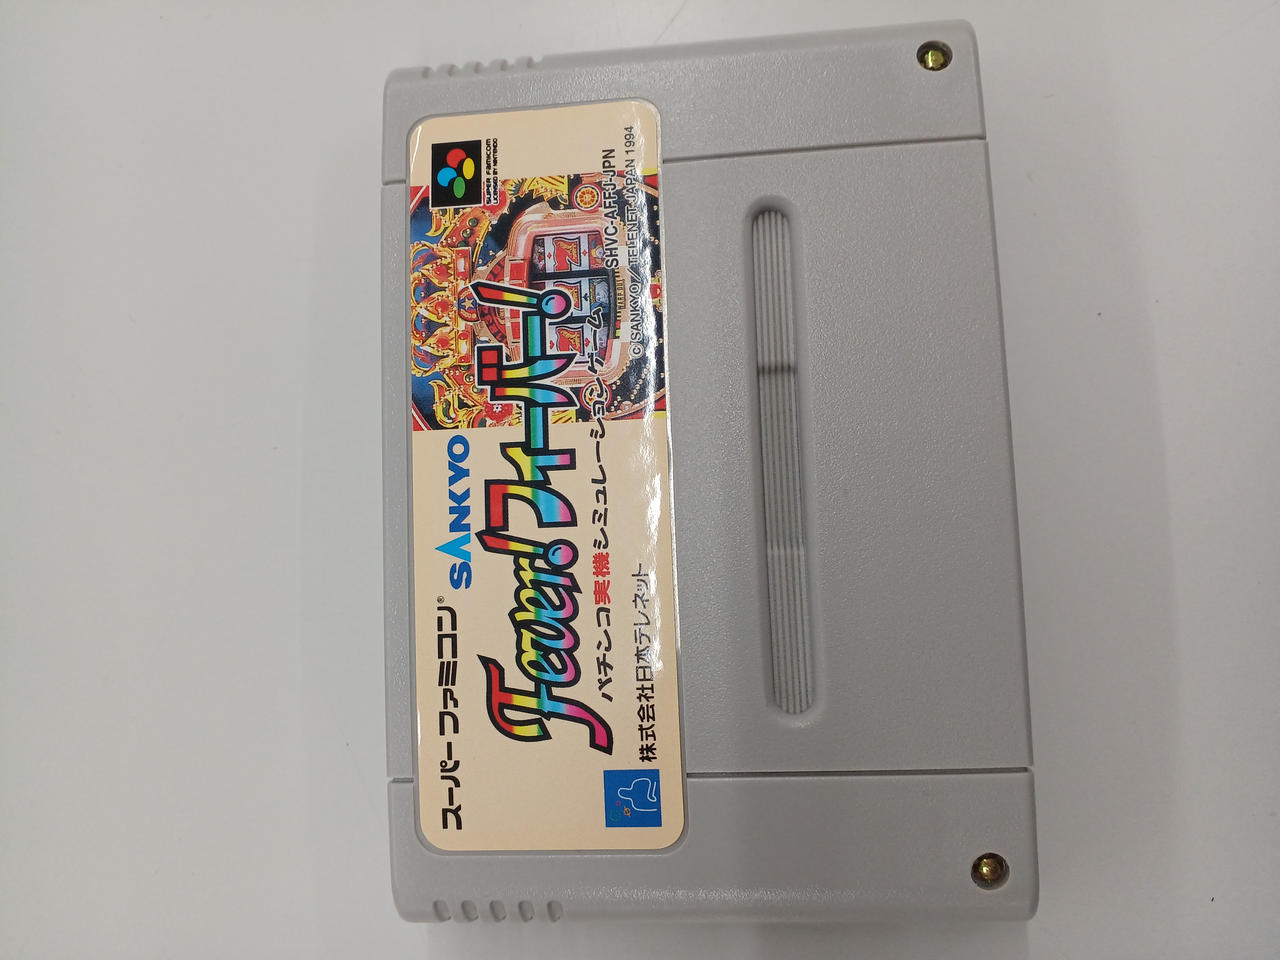 スーパーファミコン®
SANKYO
SUPER FAMICOM
LICENSED BY NINTENDO
Fever!フィーバー!
パチンコ実機シミュレーションゲーム
SHVC-AFFJ-JPN
株式会社日本テレネット
© SANKYO/TELENET JAPAN 1994